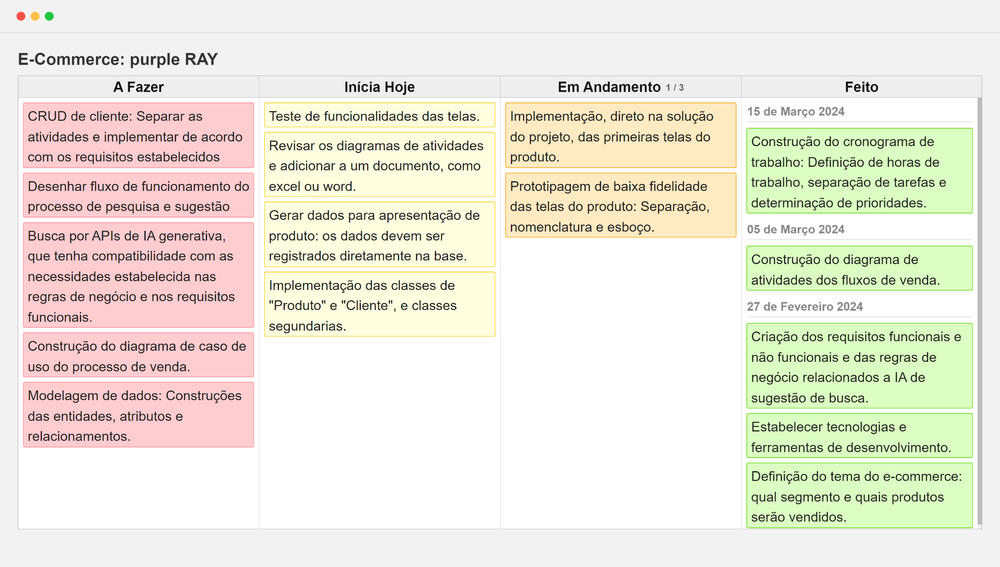 E-Commerce: purple RAY
A Fazer
CRUD de cliente: Separar as
atividades e implementar de acordo
com os requisitos estabelecidos
Desenhar fluxo de funcionamento do
processo de pesquisa e sugestão
Busca por APIs de IA generativa,
que tenha compatibilidade com as
necessidades estabelecida nas
regras de negócio e nos requisitos
funcionais.
Construção do diagrama de caso de
uso do processo de venda.
Modelagem de dados: Construções
das entidades, atributos e
relacionamentos.
Inícia Hoje
Teste de funcionalidades das telas.
Revisar os diagramas de atividades
e adicionar a um documento, como
excel ou word.
Gerar dados para apresentação de
produto: os dados devem ser
registrados diretamente na base.
Implementação das classes de
"Produto" e "Cliente", e classes
segundarias.
Em Andamento 1 / 3
Implementação, direto na solução
do projeto, das primeiras telas do
produto.
Prototipagem de baixa fidelidade
das telas do produto: Separação,
nomenclatura e esboço.
Feito
15 de Março 2024
Construção do cronograma de
trabalho: Definição de horas de
trabalho, separação de tarefas e
determinação de prioridades.
05 de Março 2024
Construção do diagrama de
atividades dos fluxos de venda.
27 de Fevereiro 2024
Criação dos requisitos funcionais e
não funcionais e das regras de
negócio relacionados a IA de
sugestão de busca.
Estabelecer tecnologias e
ferramentas de desenvolvimento.
Definição do tema do e-commerce:
qual segmento e quais produtos
serão vendidos.